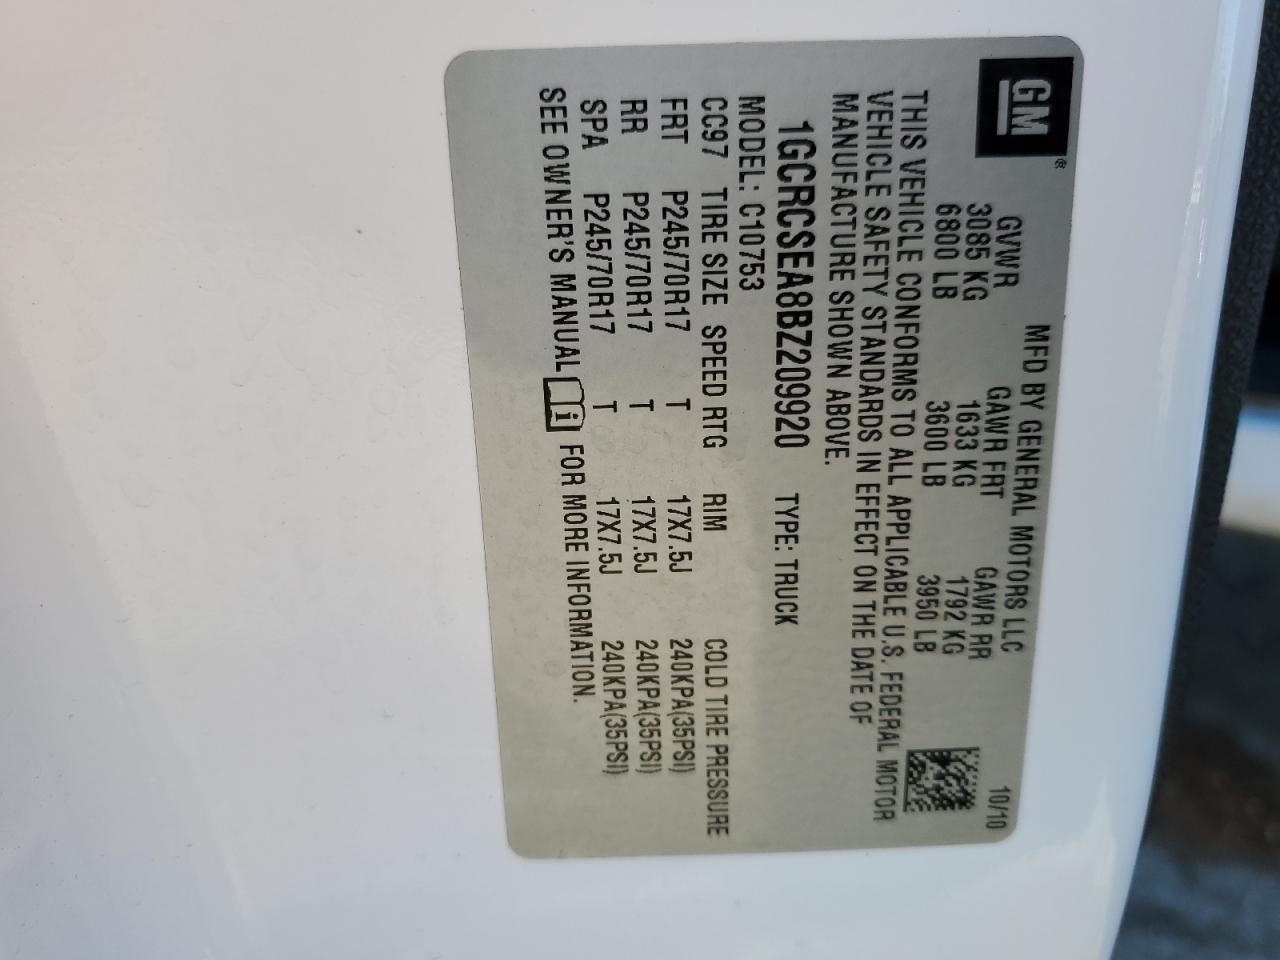 GM®
MFD BY GENERAL MOTORS LLC 10/10
GVWR GAWR FRT GAWR RR
3085 KG 1633 KG 1792 KG
6800 LB 3600 LB 3950 LB
THIS VEHICLE CONFORMS TO ALL APPLICABLE U.S. FEDERAL MOTOR
VEHICLE SAFETY STANDARDS IN EFFECT ON THE DATE OF
MANUFACTURE SHOWN ABOVE.
1GCRCSEA8BZ209920 TYPE: TRUCK
MODEL: C10753
CC97 TIRE SIZE SPEED RTG RIM COLD TIRE PRESSURE
FRT P245/70R17 T 17X7.5J 240KPA(35PSI)
RR P245/70R17 T 17X7.5J 240KPA(35PSI)
SPA P245/70R17 T 17X7.5J 240KPA(35PSI)
SEE OWNER'S MANUAL i FOR MORE INFORMATION.